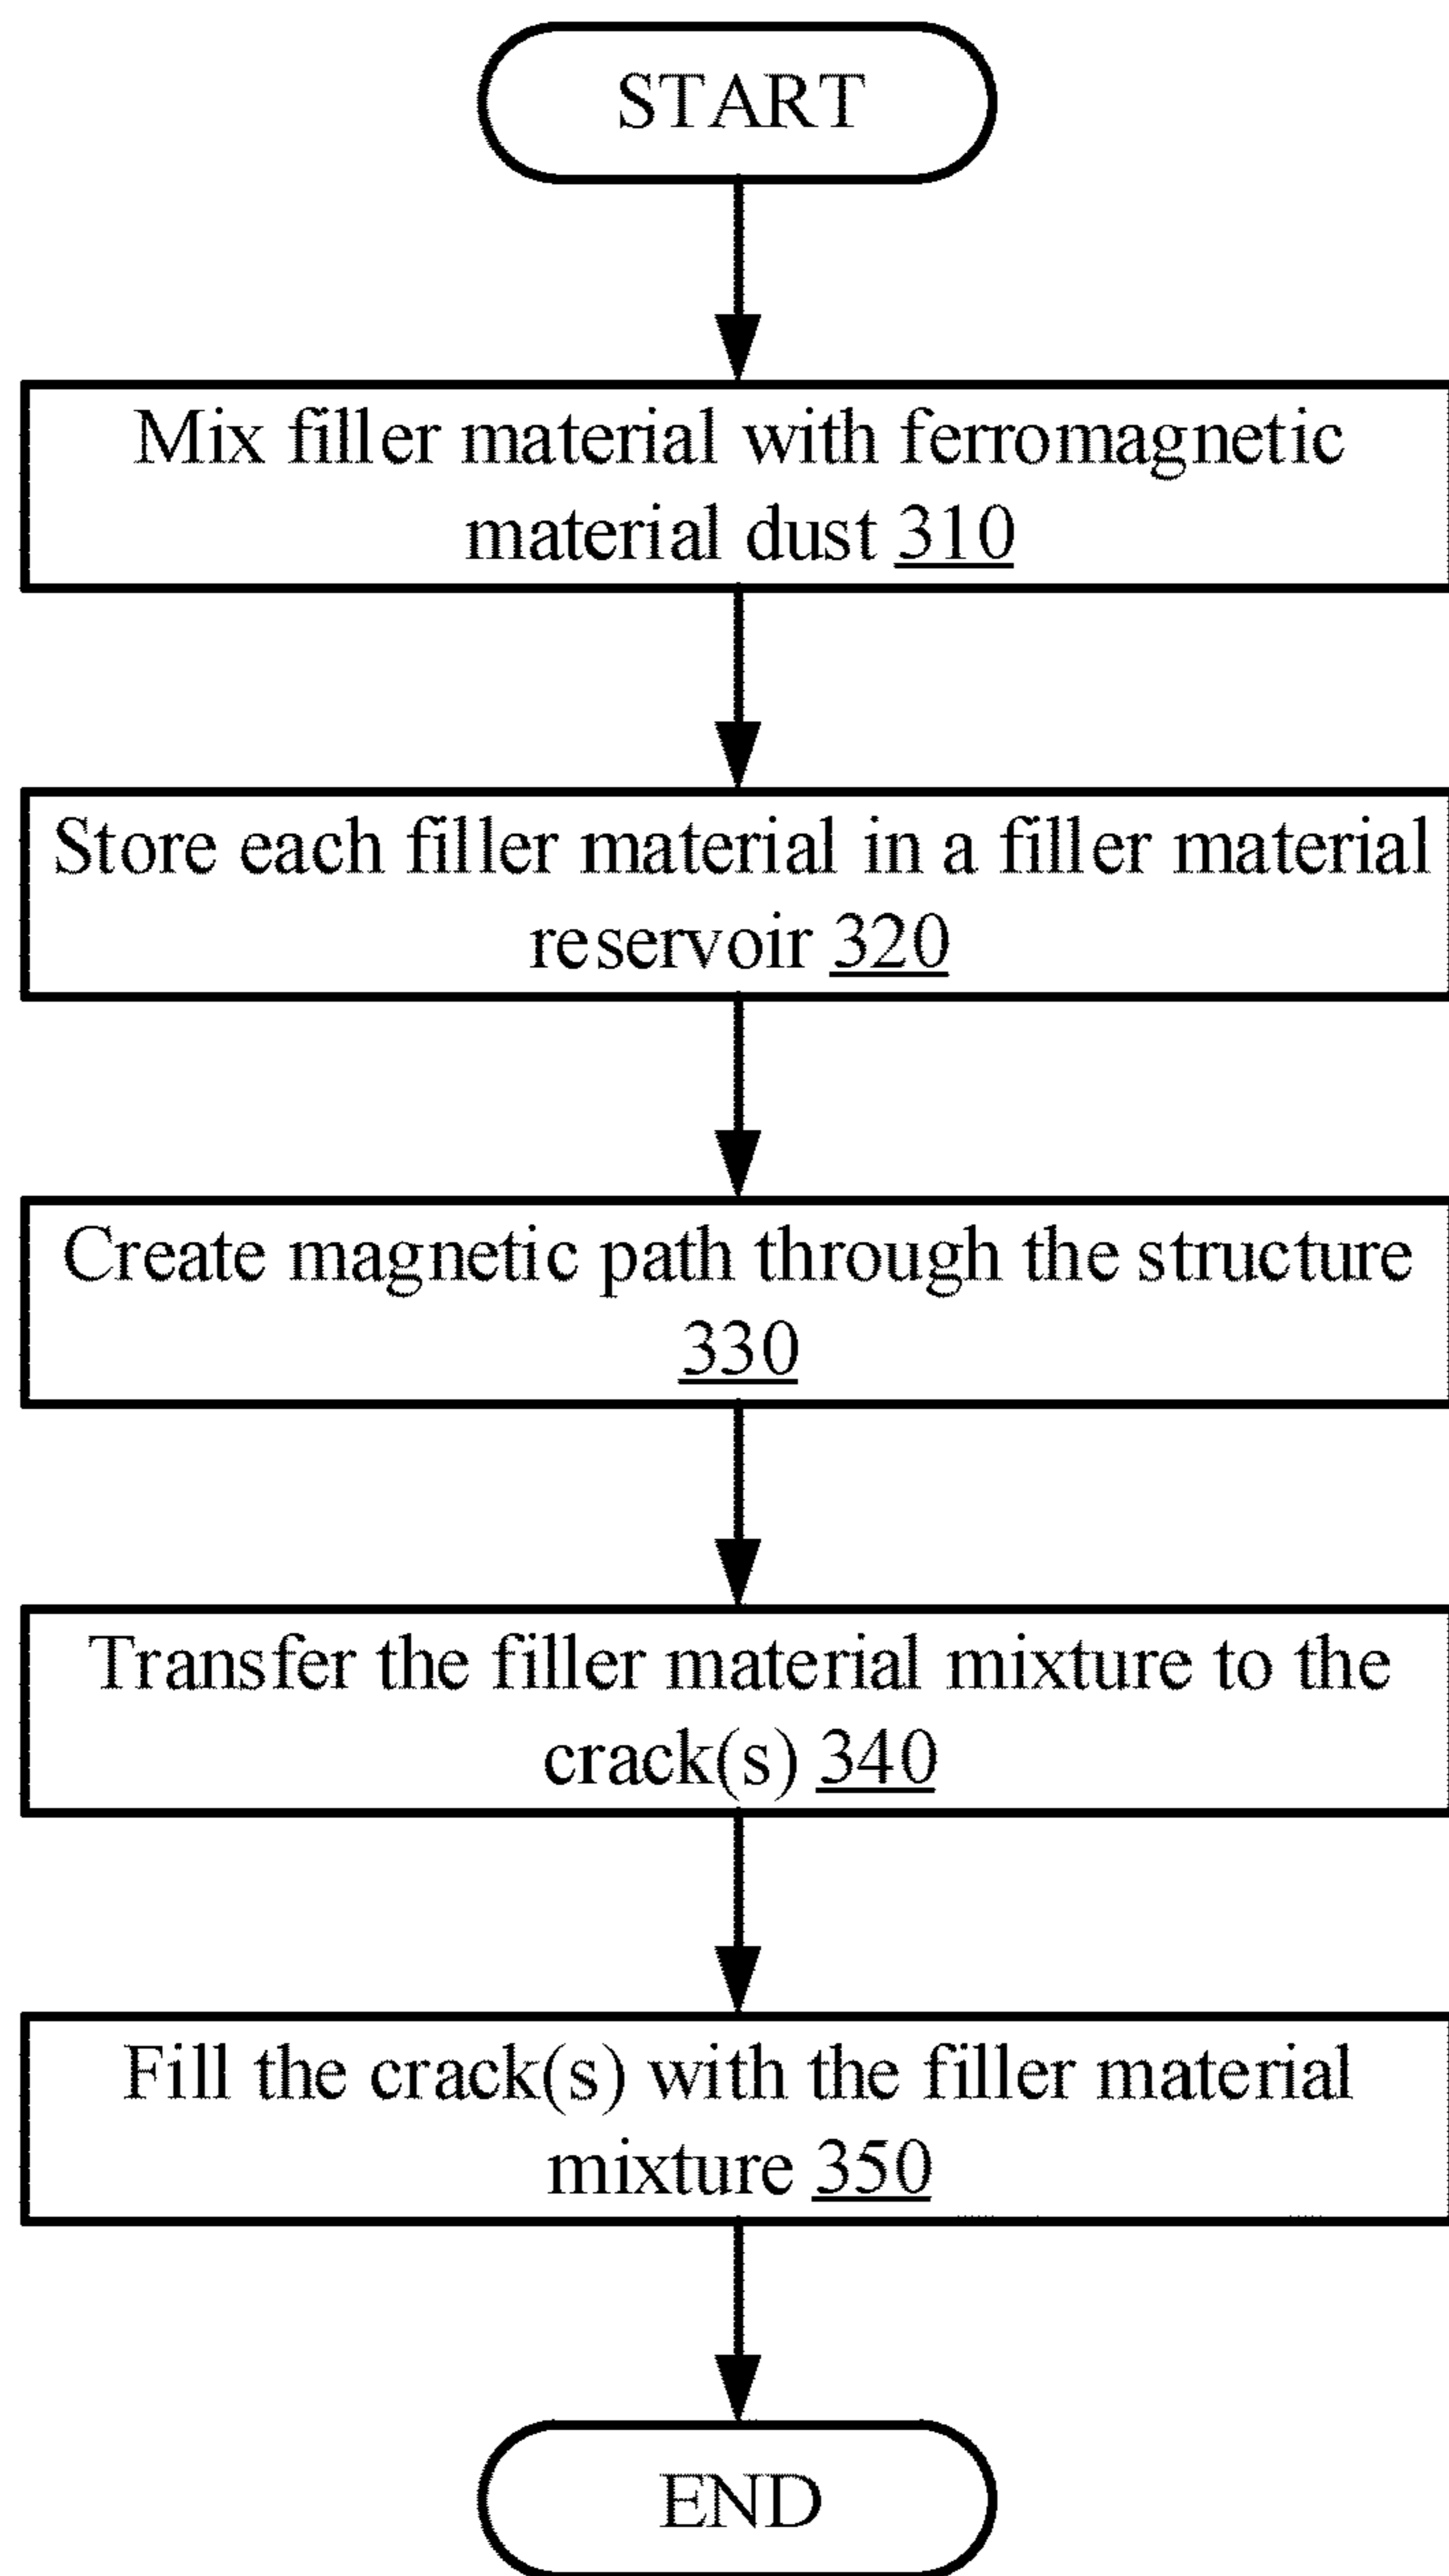 START
Mix filler material with ferromagnetic
material dust 310
Store each filler material in a filler material
reservoir 320
Create magnetic path through the structure
330
Transfer the filler material mixture to the
crack(s) 340
Fill the crack(s) with the filler material
mixture 350
END